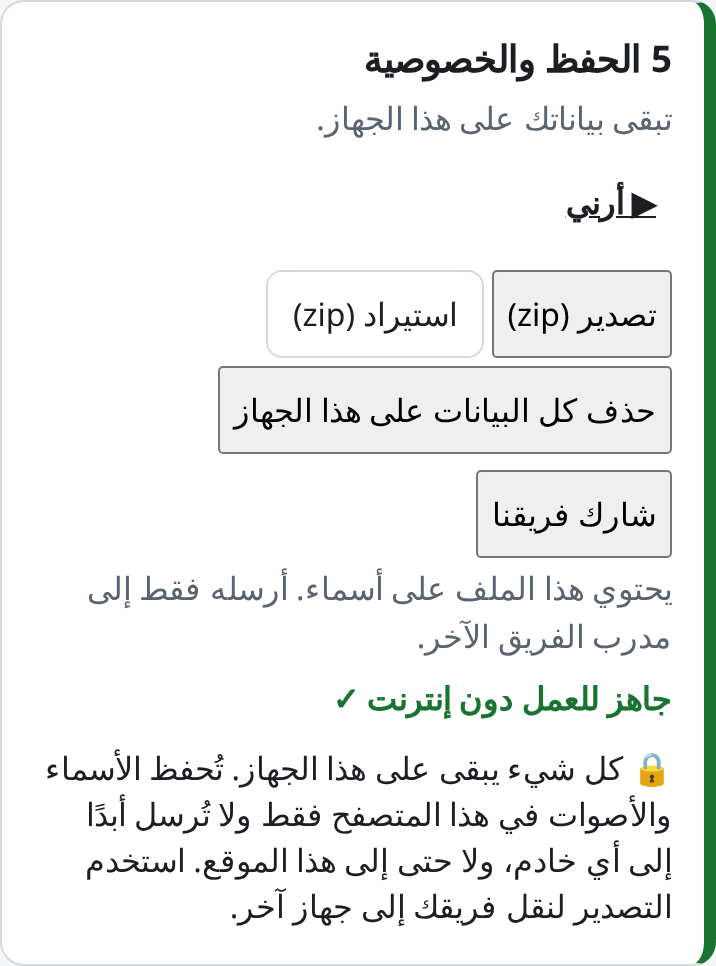 5 الحفظ والخصوصية
تبقى بياناتك على هذا الجهاز.
▶ أرني
تصدير (zip) استيراد (zip)
حذف كل البيانات على هذا الجهاز
شارك فريقنا
يحتوي هذا الملف على أسماء. أرسله فقط إلى
مدرب الفريق الآخر.
جاهز للعمل دون إنترنت ✓
🔒 كل شيء يبقى على هذا الجهاز. تُحفظ الأسماء
والأصوات في هذا المتصفح فقط ولا تُرسل أبدًا
إلى أي خادم، ولا حتى إلى هذا الموقع. استخدم
التصدير لنقل فريقك إلى جهاز آخر.